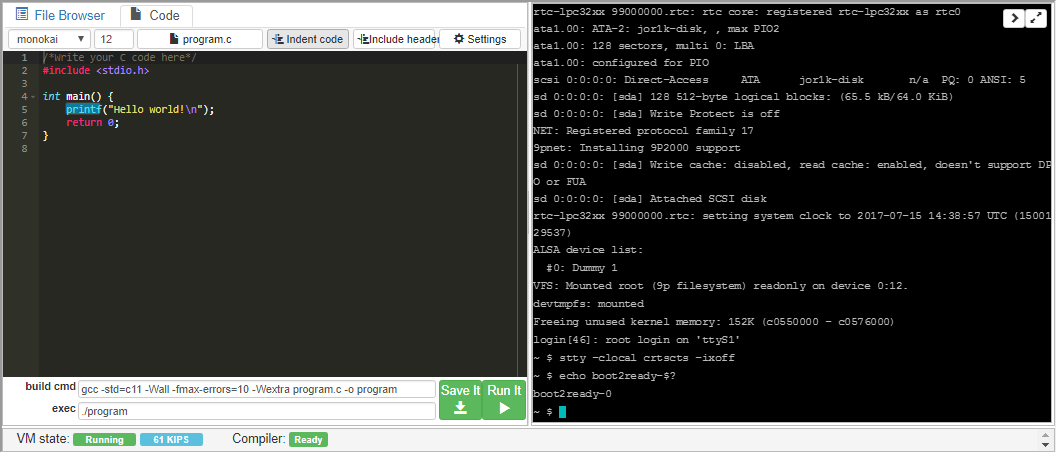 File Browser
Code
monokai
12
program.c
Indent code
Include header
Settings
1 /*Write your C code here*/
2 #include <stdio.h>
3
4 int main() {
5 printf("Hello world!\n");
6 return 0;
7 }
8
build cmd gcc -std=c11 -Wall -fmax-errors=10 -Wextra program.c -o program
exec ./program
Save It
Run It
rtc-lpc32xx 99000000.rtc: rtc core: registered rtc-lpc32xx as rtc0
ata1.00: ATA-2: jor1k-disk, , max PIO2
ata1.00: 128 sectors, multi 0: LBA
ata1.00: configured for PIO
scsi 0:0:0:0: Direct-Access ATA jor1k-disk n/a PQ: 0 ANSI: 5
sd 0:0:0:0: [sda] 128 512-byte logical blocks: (65.5 kB/64.0 KiB)
sd 0:0:0:0: [sda] Write Protect is off
NET: Registered protocol family 17
9pnet: Installing 9P2000 support
sd 0:0:0:0: [sda] Write cache: disabled, read cache: enabled, doesn't support DP
O or FUA
sd 0:0:0:0: [sda] Attached SCSI disk
rtc-lpc32xx 99000000.rtc: setting system clock to 2017-07-15 14:38:57 UTC (15001
29537)
ALSA device list:
#0: Dummy 1
VFS: Mounted root (9p filesystem) readonly on device 0:12.
devtmpfs: mounted
Freeing unused kernel memory: 152K (c0550000 - c0576000)
login[46]: root login on 'ttyS1'
~ $ stty -clocal crtscts -ixoff
~ $ echo boot2ready-$?
boot2ready-0
~ $
VM state: Running 61 KIPS Compiler: Ready